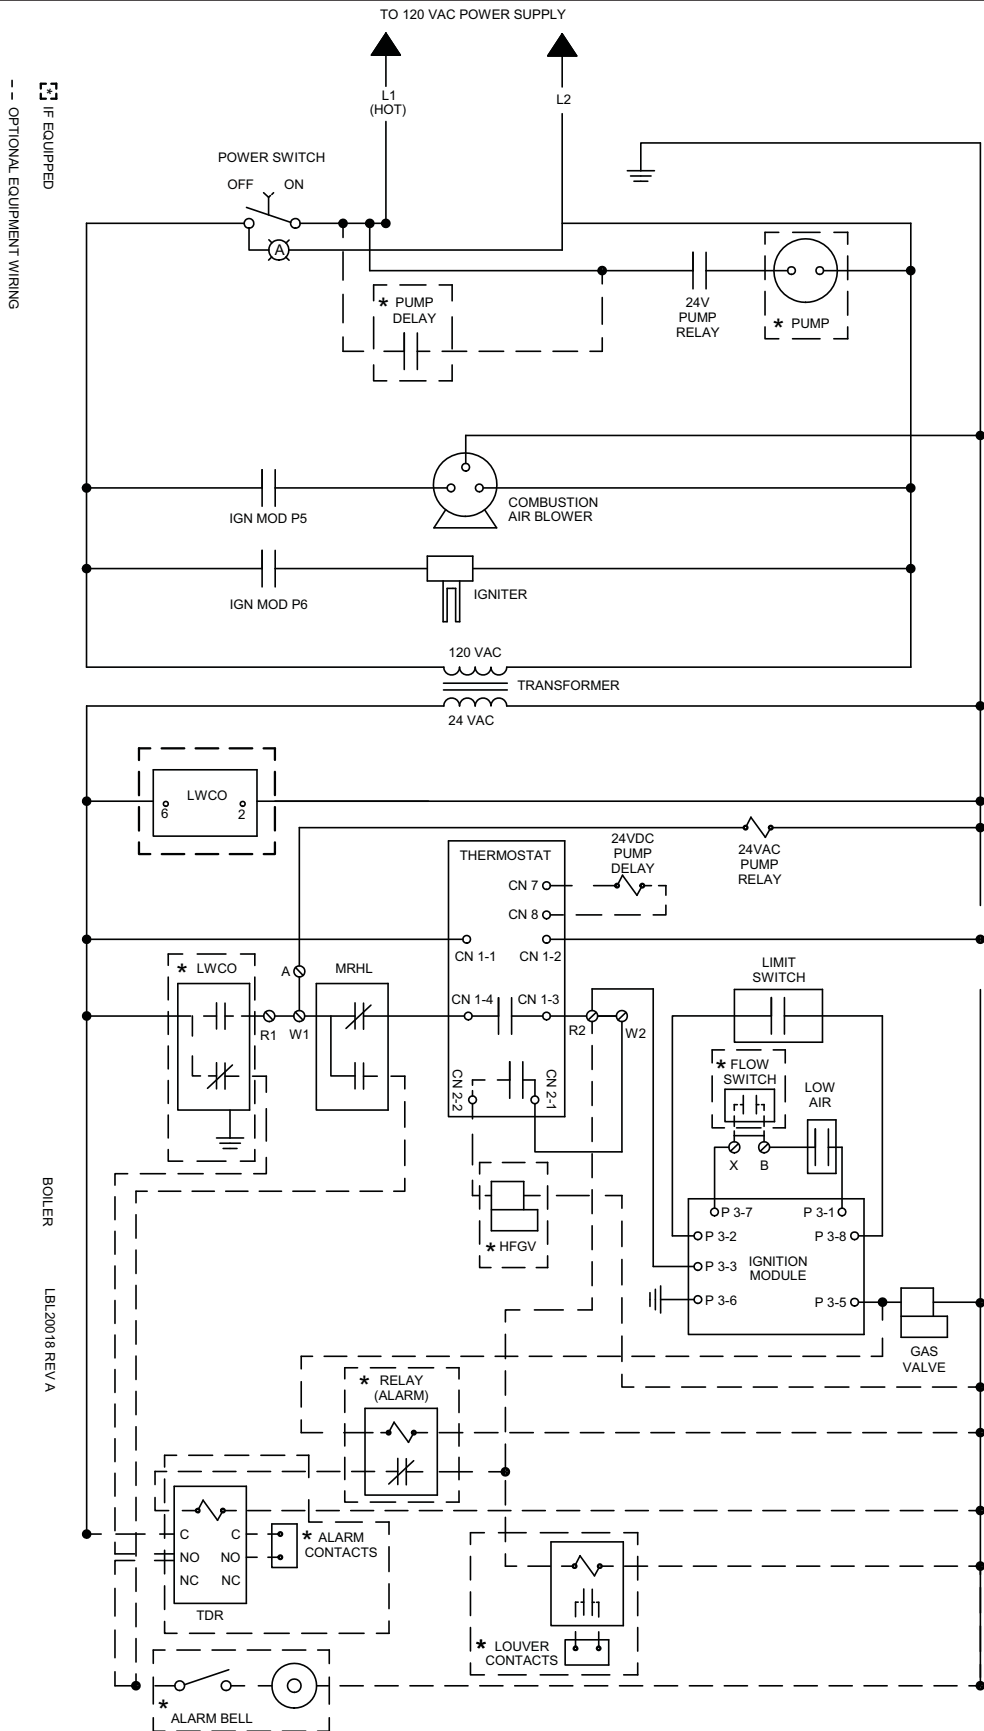 TO 120 VAC POWER SUPPLY
L1
(HOT)
L2
[*] IF EQUIPPED
-- OPTIONAL EQUIPMENT WIRING
POWER SWITCH
OFF ON
A
* PUMP
DELAY
24V
PUMP
RELAY
* PUMP
IGN MOD P5
COMBUSTION
AIR BLOWER
IGN MOD P6
IGNITER
120 VAC
TRANSFORMER
24 VAC
LWCO
6 2
THERMOSTAT
24VDC
PUMP
DELAY
24VAC
PUMP
RELAY
CN 7
CN 8
CN 1-1
CN 1-2
* LWCO
A
MRHL
CN 1-4
CN 1-3
R1
W1
R2
W2
CN 2-2
CN 2-1
LIMIT
SWITCH
* FLOW
SWITCH
LOW
AIR
X
B
P 3-7
P 3-1
P 3-2
P 3-8
P 3-3
IGNITION
MODULE
P 3-6
P 3-5
GAS
VALVE
* HFGV
BOILER
LBL20018 REV A
* RELAY
(ALARM)
C C
NO NO
NC NC
TDR
* ALARM
CONTACTS
* LOUVER
CONTACTS
*
ALARM BELL